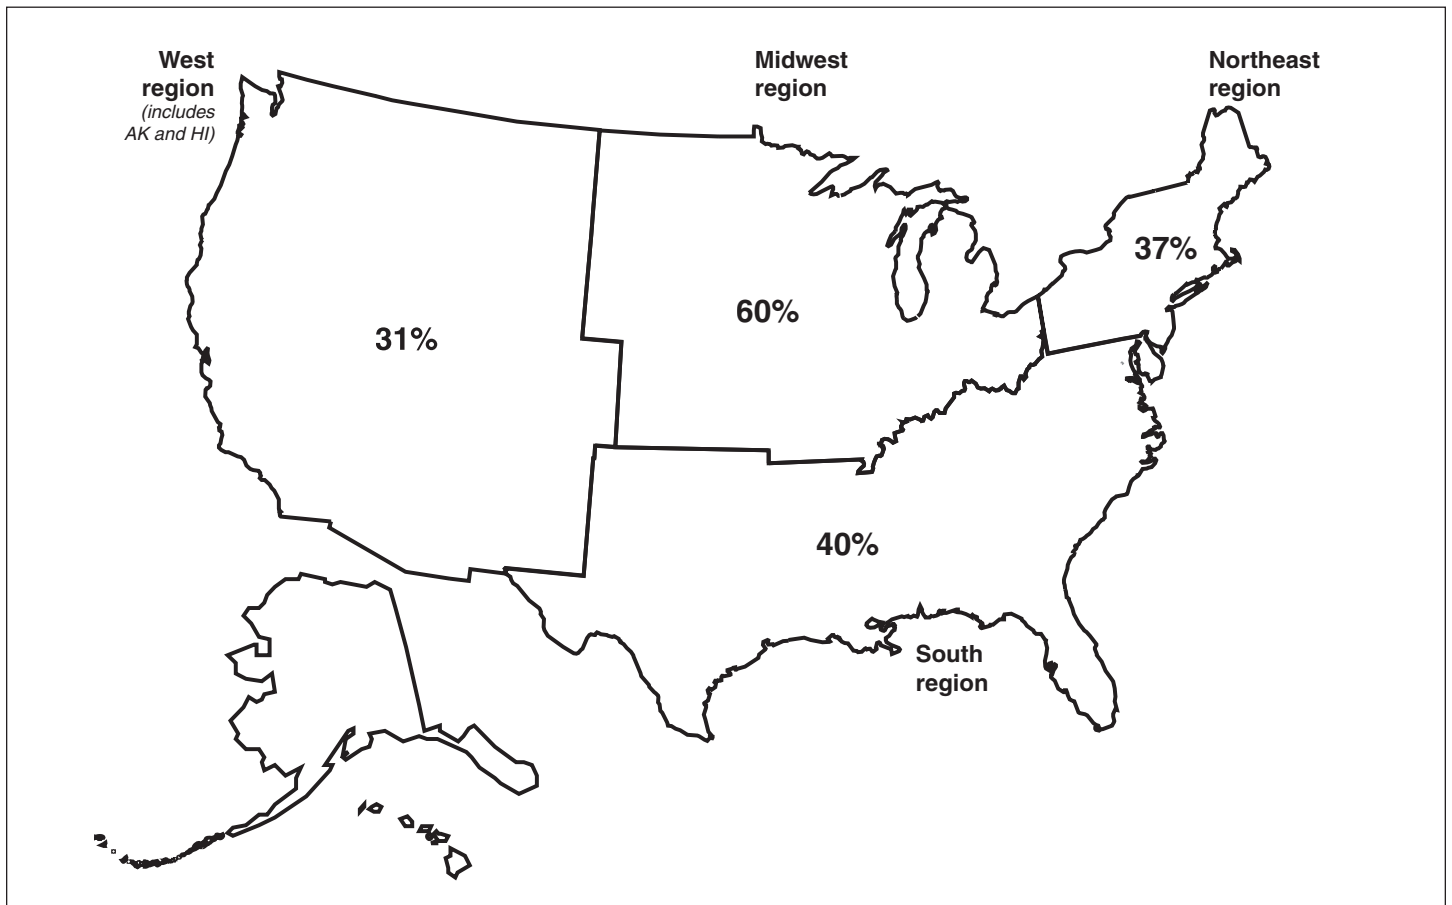 West
region
(includes
AK and HI)
Midwest
region
Northeast
region
37%
60%
31%
40%
South
region